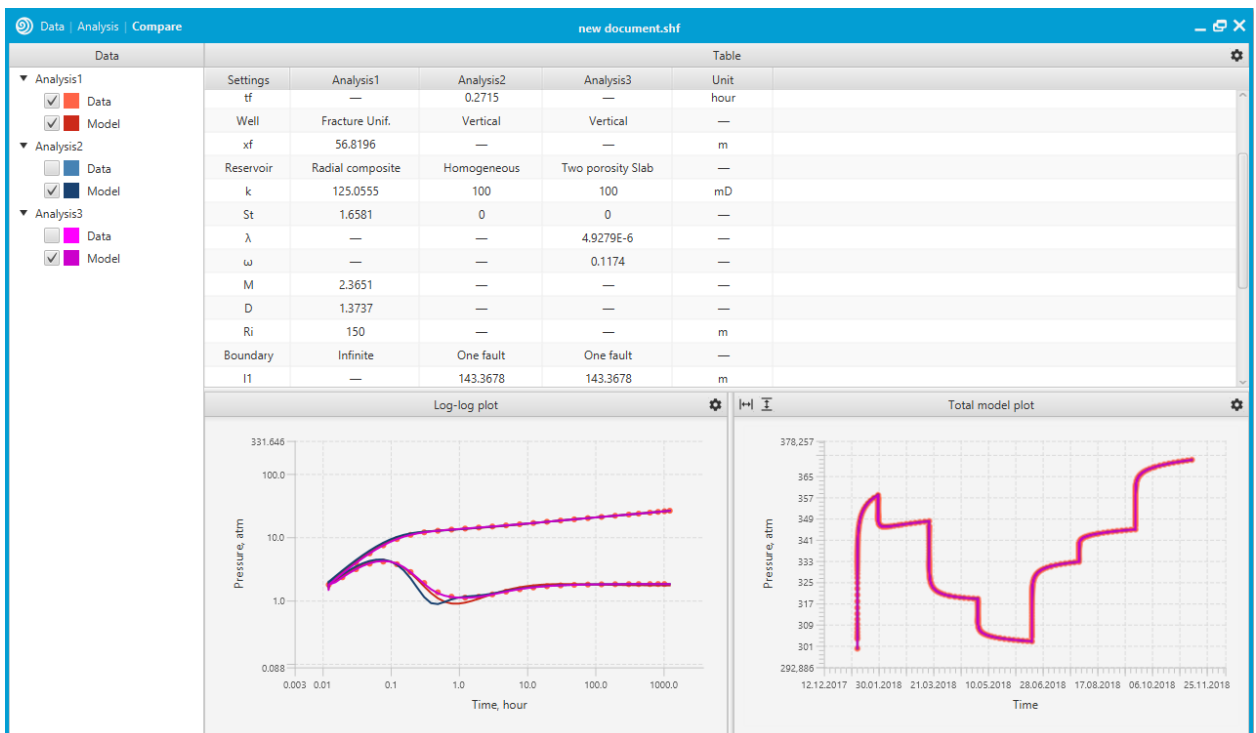 Data | Analysis | Compare
new document.shf
Data
Table
Analysis1
Data
Model
Analysis2
Data
Model
Analysis3
Data
Model
Settings Analysis1 Analysis2 Analysis3 Unit
tf — 0.2715 — hour
Well Fracture Unif. Vertical Vertical —
xf 56.8196 — — m
Reservoir Radial composite Homogeneous Two porosity Slab —
k 125.0555 100 100 mD
St 1.6581 0 0 —
λ — — 4.9279E-6 —
ω — — 0.1174 —
M 2.3651 — — —
D 1.3737 — — —
Ri 150 — — m
Boundary Infinite One fault One fault —
l1 — 143.3678 143.3678 m
Log-log plot
331.646
100.0
10.0
1.0
0.088
Pressure, atm
0.003 0.01 0.1 1.0 10.0 100.0 1000.0
Time, hour
Total model plot
378,257
365
357
349
341
333
325
317
309
301
292,886
Pressure, atm
12.12.2017 30.01.2018 21.03.2018 10.05.2018 28.06.2018 17.08.2018 06.10.2018 25.11.2018
Time